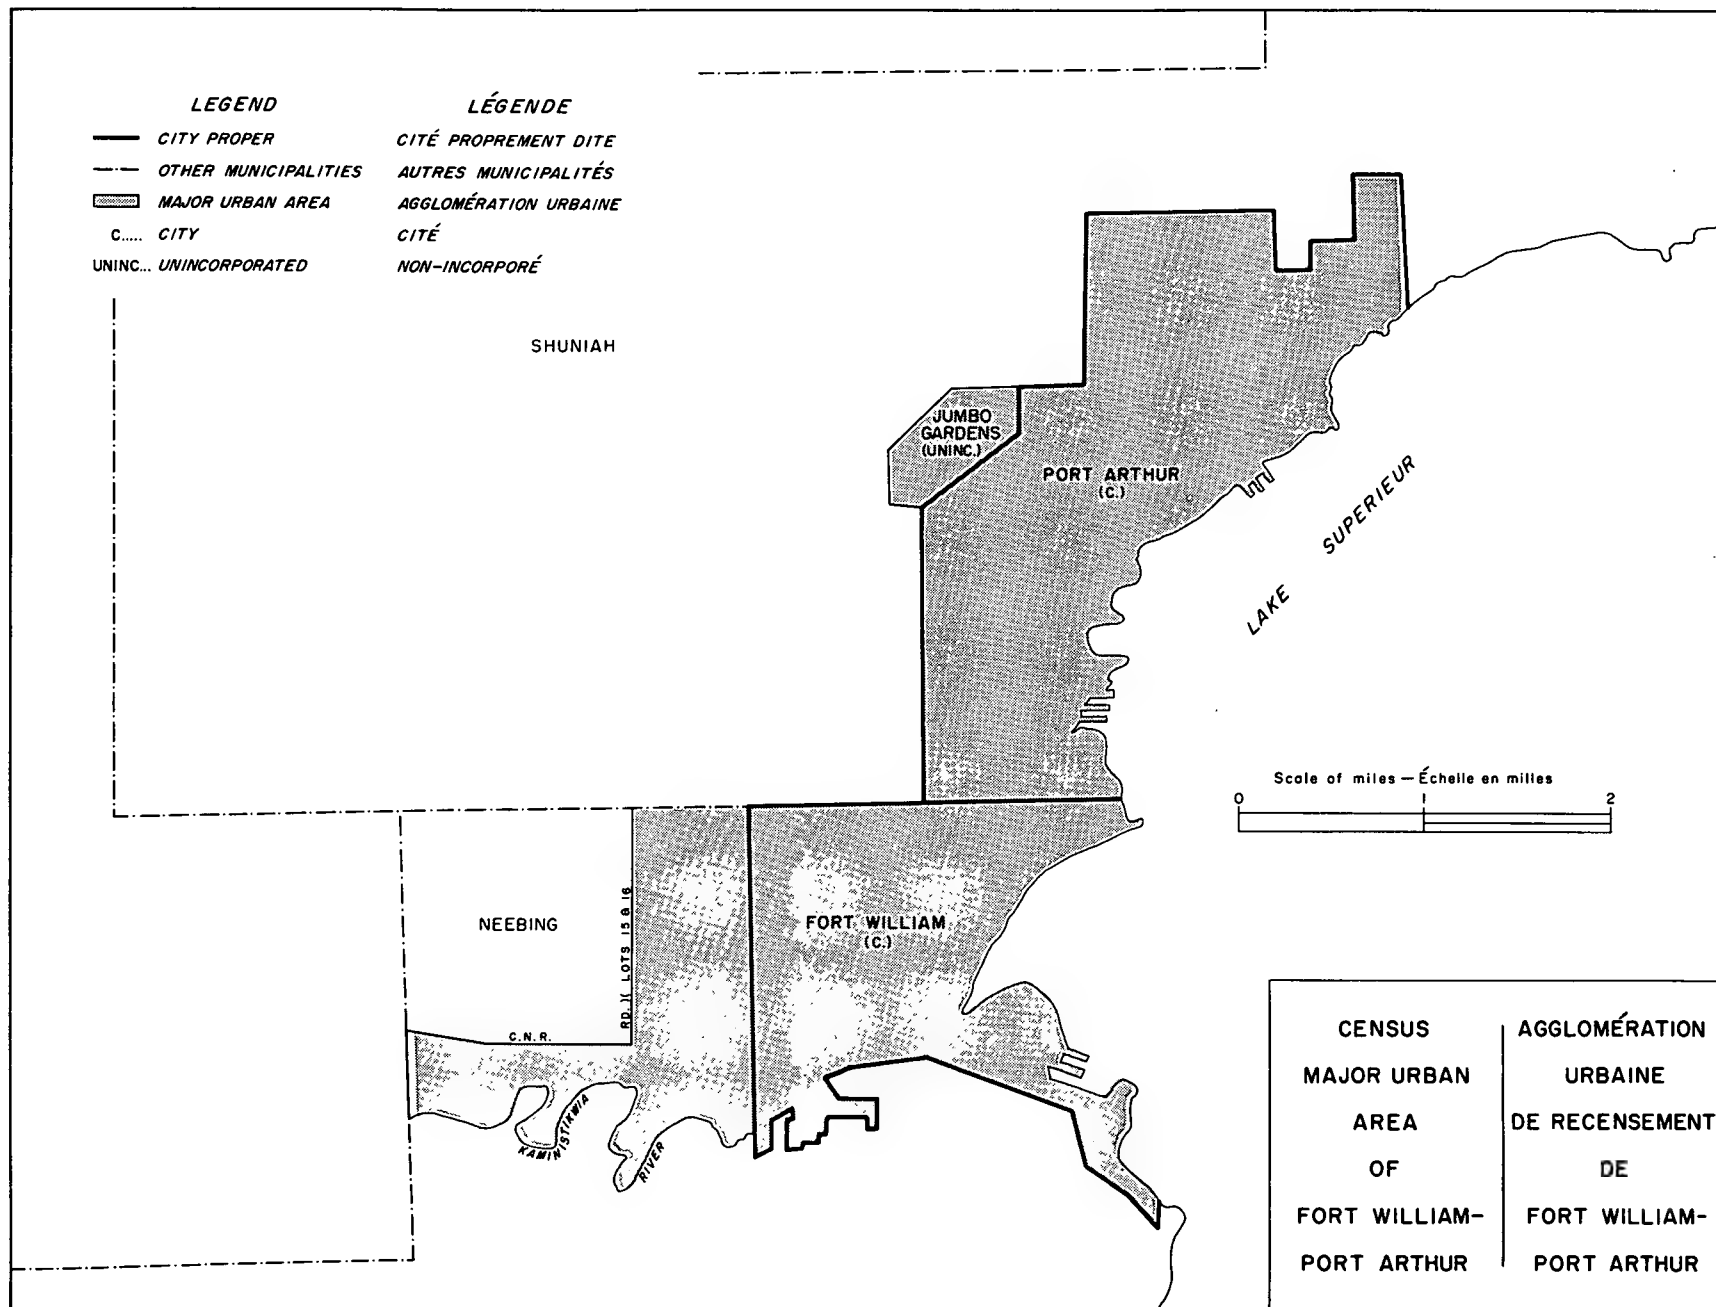 LEGEND
LÉGENDE
CITY PROPER
CITÉ PROPREMENT DITE
OTHER MUNICIPALITIES
AUTRES MUNICIPALITÉS
MAJOR URBAN AREA
AGGLOMÉRATION URBAINE
C..... CITY
CITÉ
UNINC... UNINCORPORATED
NON-INCORPORÉ
SHUNIAH
JUMBO
GARDENS
(UNINC.)
PORT ARTHUR
(C.)
LAKE SUPERIEUR
Scale of miles — Échelle en milles
0 1 2
NEEBING
RD.)( LOTS 15 & 16
FORT WILLIAM
(C.)
C.N.R.
KAMINISTIKWIA
RIVER
CENSUS
MAJOR URBAN
AREA
OF
FORT WILLIAM-
PORT ARTHUR
AGGLOMÉRATION
URBAINE
DE RECENSEMENT
DE
FORT WILLIAM-
PORT ARTHUR